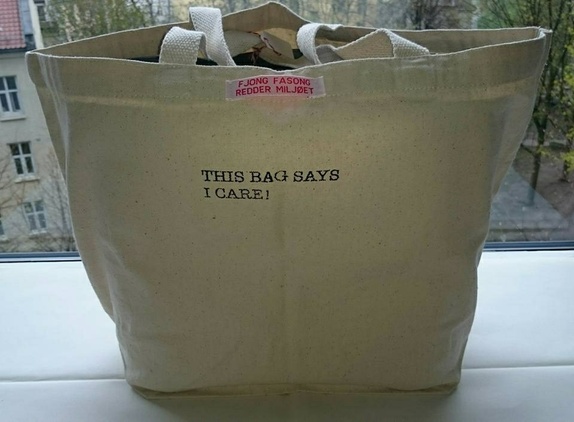 FJONG FASONG
REDDER MILJØET
THIS BAG SAYS
I CARE!